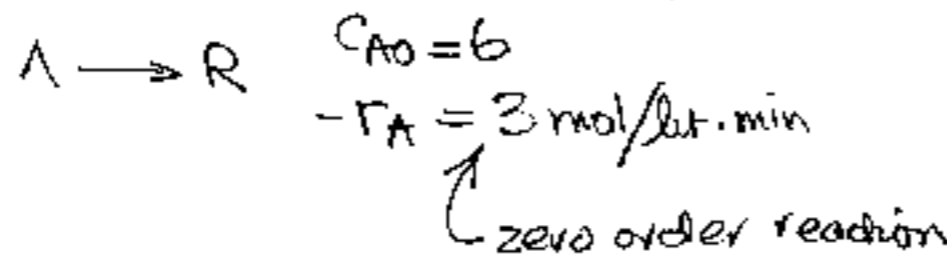 A → R C_A0 = 6
-r_A = 3 mol/lit.min
zero order reaction